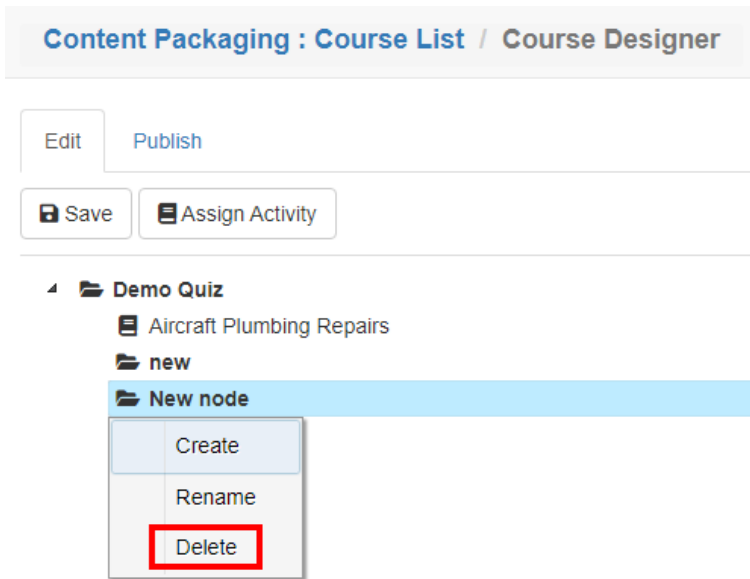 Content Packaging : Course List / Course Designer
Edit Publish
Save Assign Activity
Demo Quiz
Aircraft Plumbing Repairs
new
New node
Create
Rename
Delete